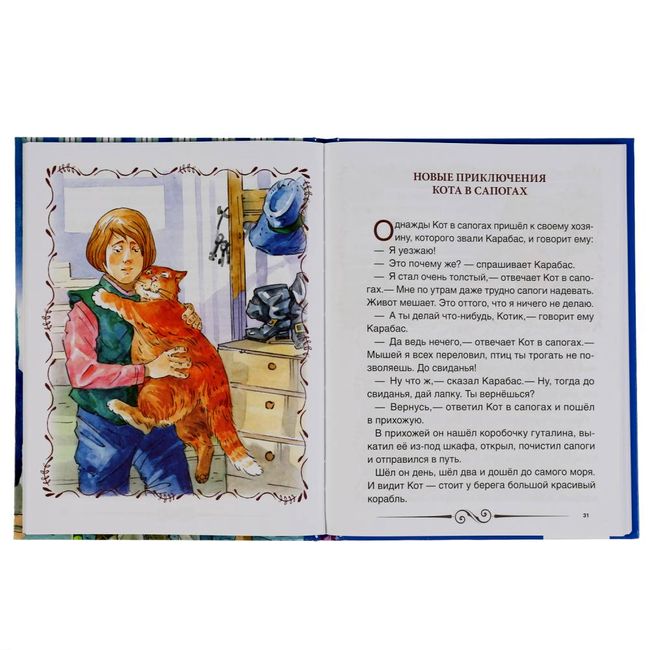 НОВЫЕ ПРИКЛЮЧЕНИЯ
КОТА В САПОГАХ
Однажды Кот в сапогах пришёл к своему хозя-
ину, которого звали Карабас, и говорит ему:
— Я уезжаю!
— Это почему же? — спрашивает Карабас.
— Я стал очень толстый,— отвечает Кот в сапо-
гах.— Мне по утрам даже трудно сапоги надевать.
Живот мешает. Это оттого, что я ничего не делаю.
— А ты делай что-нибудь, Котик,— говорит ему
Карабас.
— Да ведь нечего,— отвечает Кот в сапогах.—
Мышей я всех переловил, птиц ты трогать не по-
зволяешь. До свиданья!
— Ну что ж,— сказал Карабас.— Ну, тогда до
свиданья, дай лапку. Ты вернёшься?
— Вернусь,— ответил Кот в сапогах и пошёл
в прихожую.
В прихожей он нашёл коробочку гуталина, вы-
катил её из-под шкафа, открыл, почистил сапоги
и отправился в путь.
Шёл он день, шёл два и дошёл до самого моря.
И видит Кот — стоит у берега большой красивый
корабль.
31